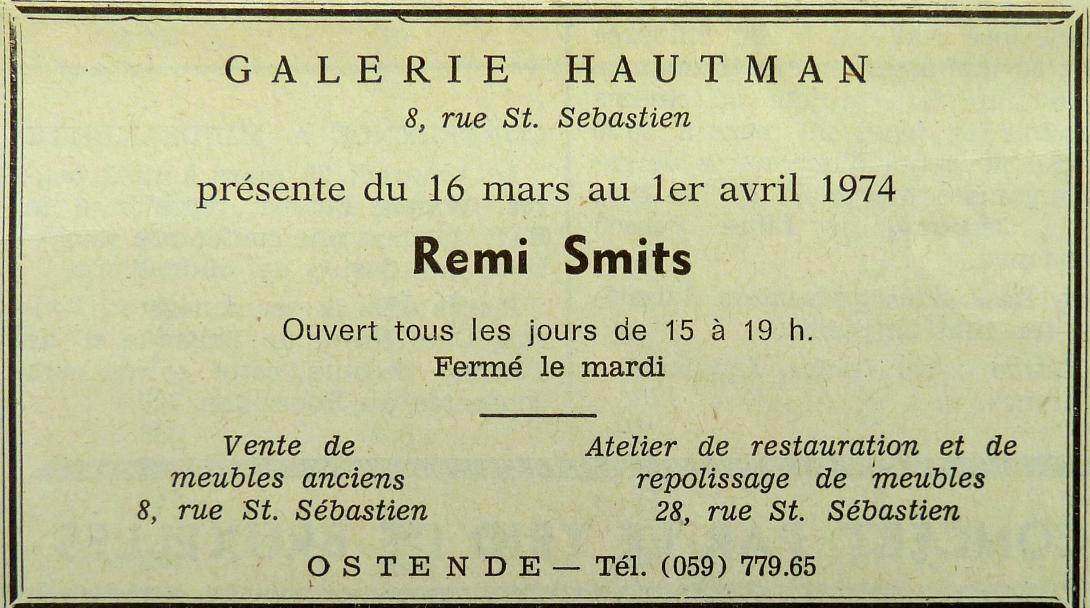 GALERIE HAUTMAN
8, rue St. Sebastien
présente du 16 mars au 1er avril 1974
Remi Smits
Ouvert tous les jours de 15 à 19 h.
Fermé le mardi
Vente de
meubles anciens
8, rue St. Sébastien
Atelier de restauration et de
repolissage de meubles
28, rue St. Sébastien
OSTENDE — Tél. (059) 779.65